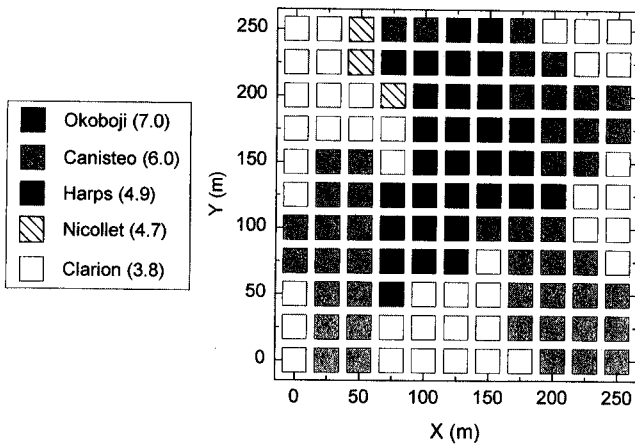 Okoboji (7.0)
Canisteo (6.0)
Harps (4.9)
Nicollet (4.7)
Clarion (3.8)
Y (m)
250
200
150
100
50
0
0 50 100 150 200 250
X (m)